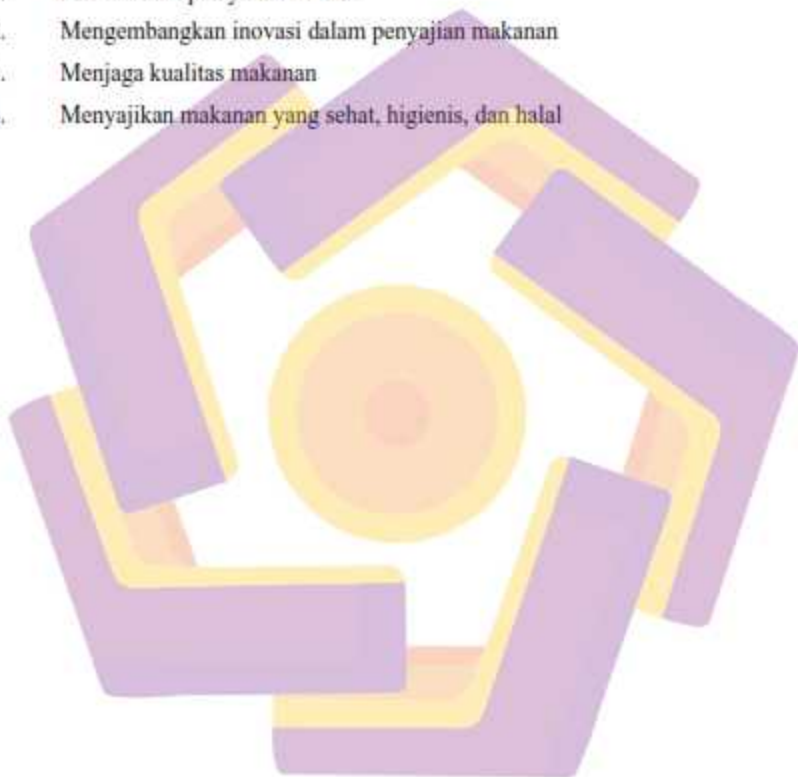 . Mengembangkan inovasi dalam penyajian makanan
. Menjaga kualitas makanan
. Menyajikan makanan yang sehat, higienis, dan halal